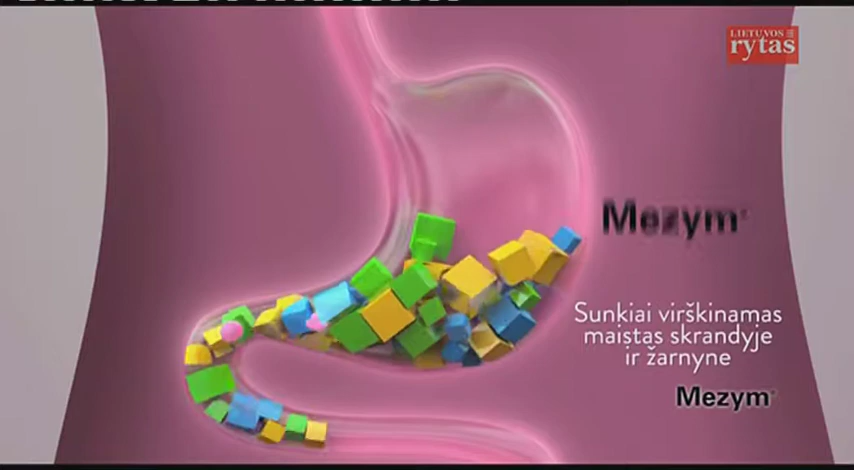 LIETUVOS
rytas
Mezym®
Sunkiai virškinamas
maistas skrandyje
ir žarnyne
Mezym®